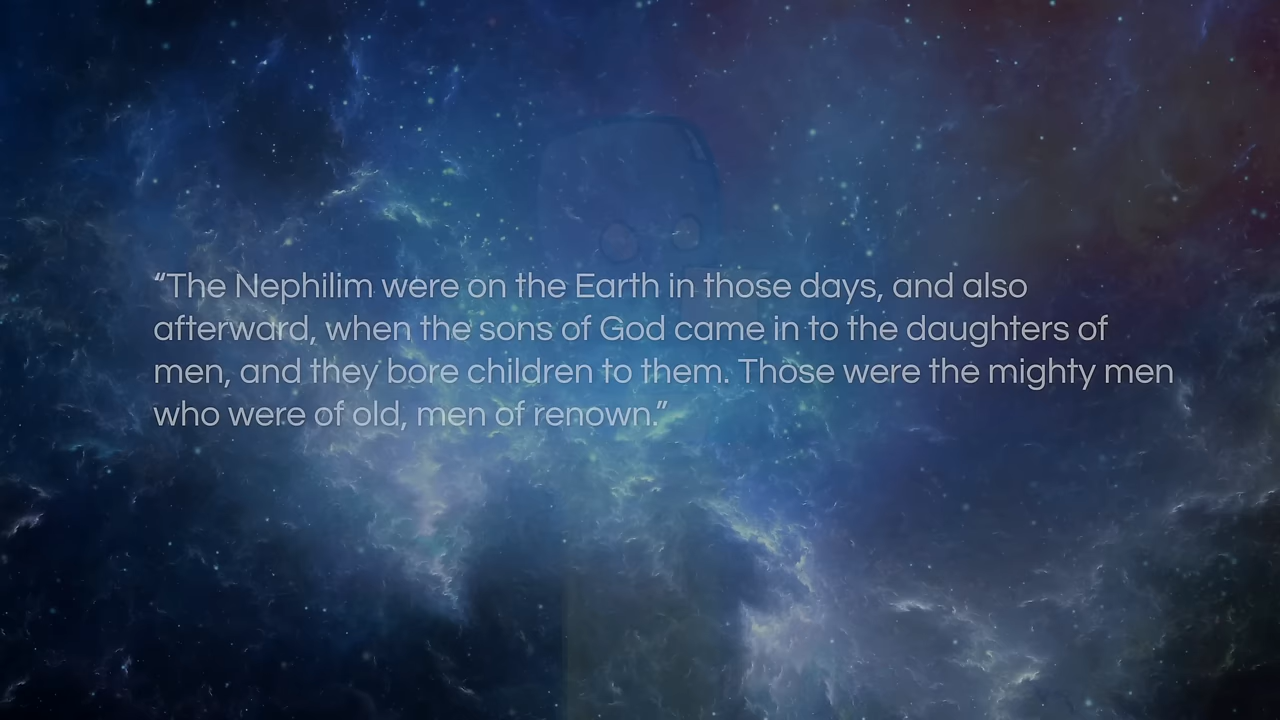 “The Nephilim were on the Earth in those days, and also
afterward, when the sons of God came in to the daughters of
men, and they bore children to them. Those were the mighty men
who were of old, men of renown.”